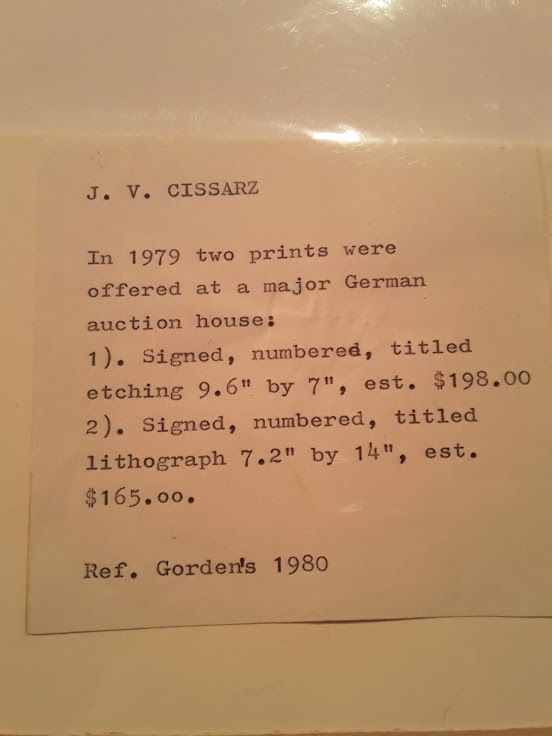 J. V. CISSARZ
In 1979 two prints were
offered at a major German
auction house:
1). Signed, numbered, titled
etching 9.6" by 7", est. $198.00
2). Signed, numbered, titled
lithograph 7.2" by 14", est.
$165.oo.
Ref. Gorden's 1980